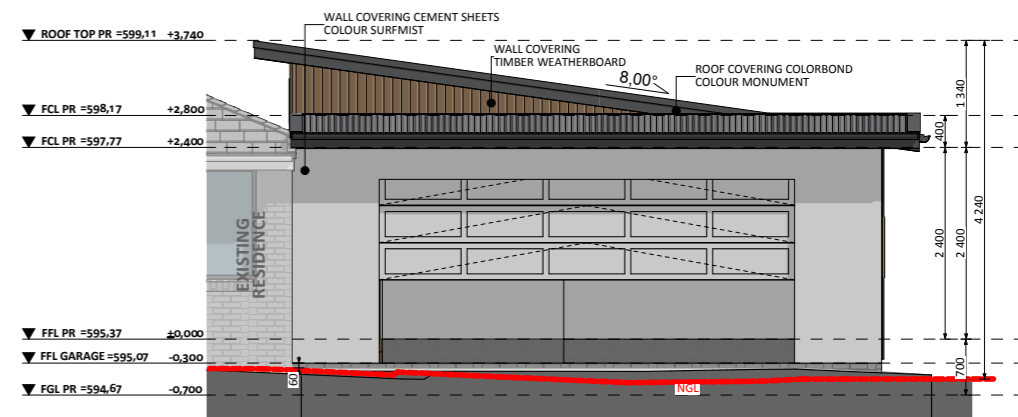 WALL COVERING CEMENT SHEETS
COLOUR SURFMIST
ROOF TOP PR =599,11 +3,740
WALL COVERING
TIMBER WEATHERBOARD
8,00°
ROOF COVERING COLORBOND
COLOUR MONUMENT
1 340
FCL PR =598,17 +2,800
400
FCL PR =597,77 +2,400
EXISTING
RESIDENCE
2 400
2 400
4 240
FFL PR =595,37 ±0,000
FFL GARAGE =595,07 -0,300
60
700
FGL PR =594,67 -0,700
NGL